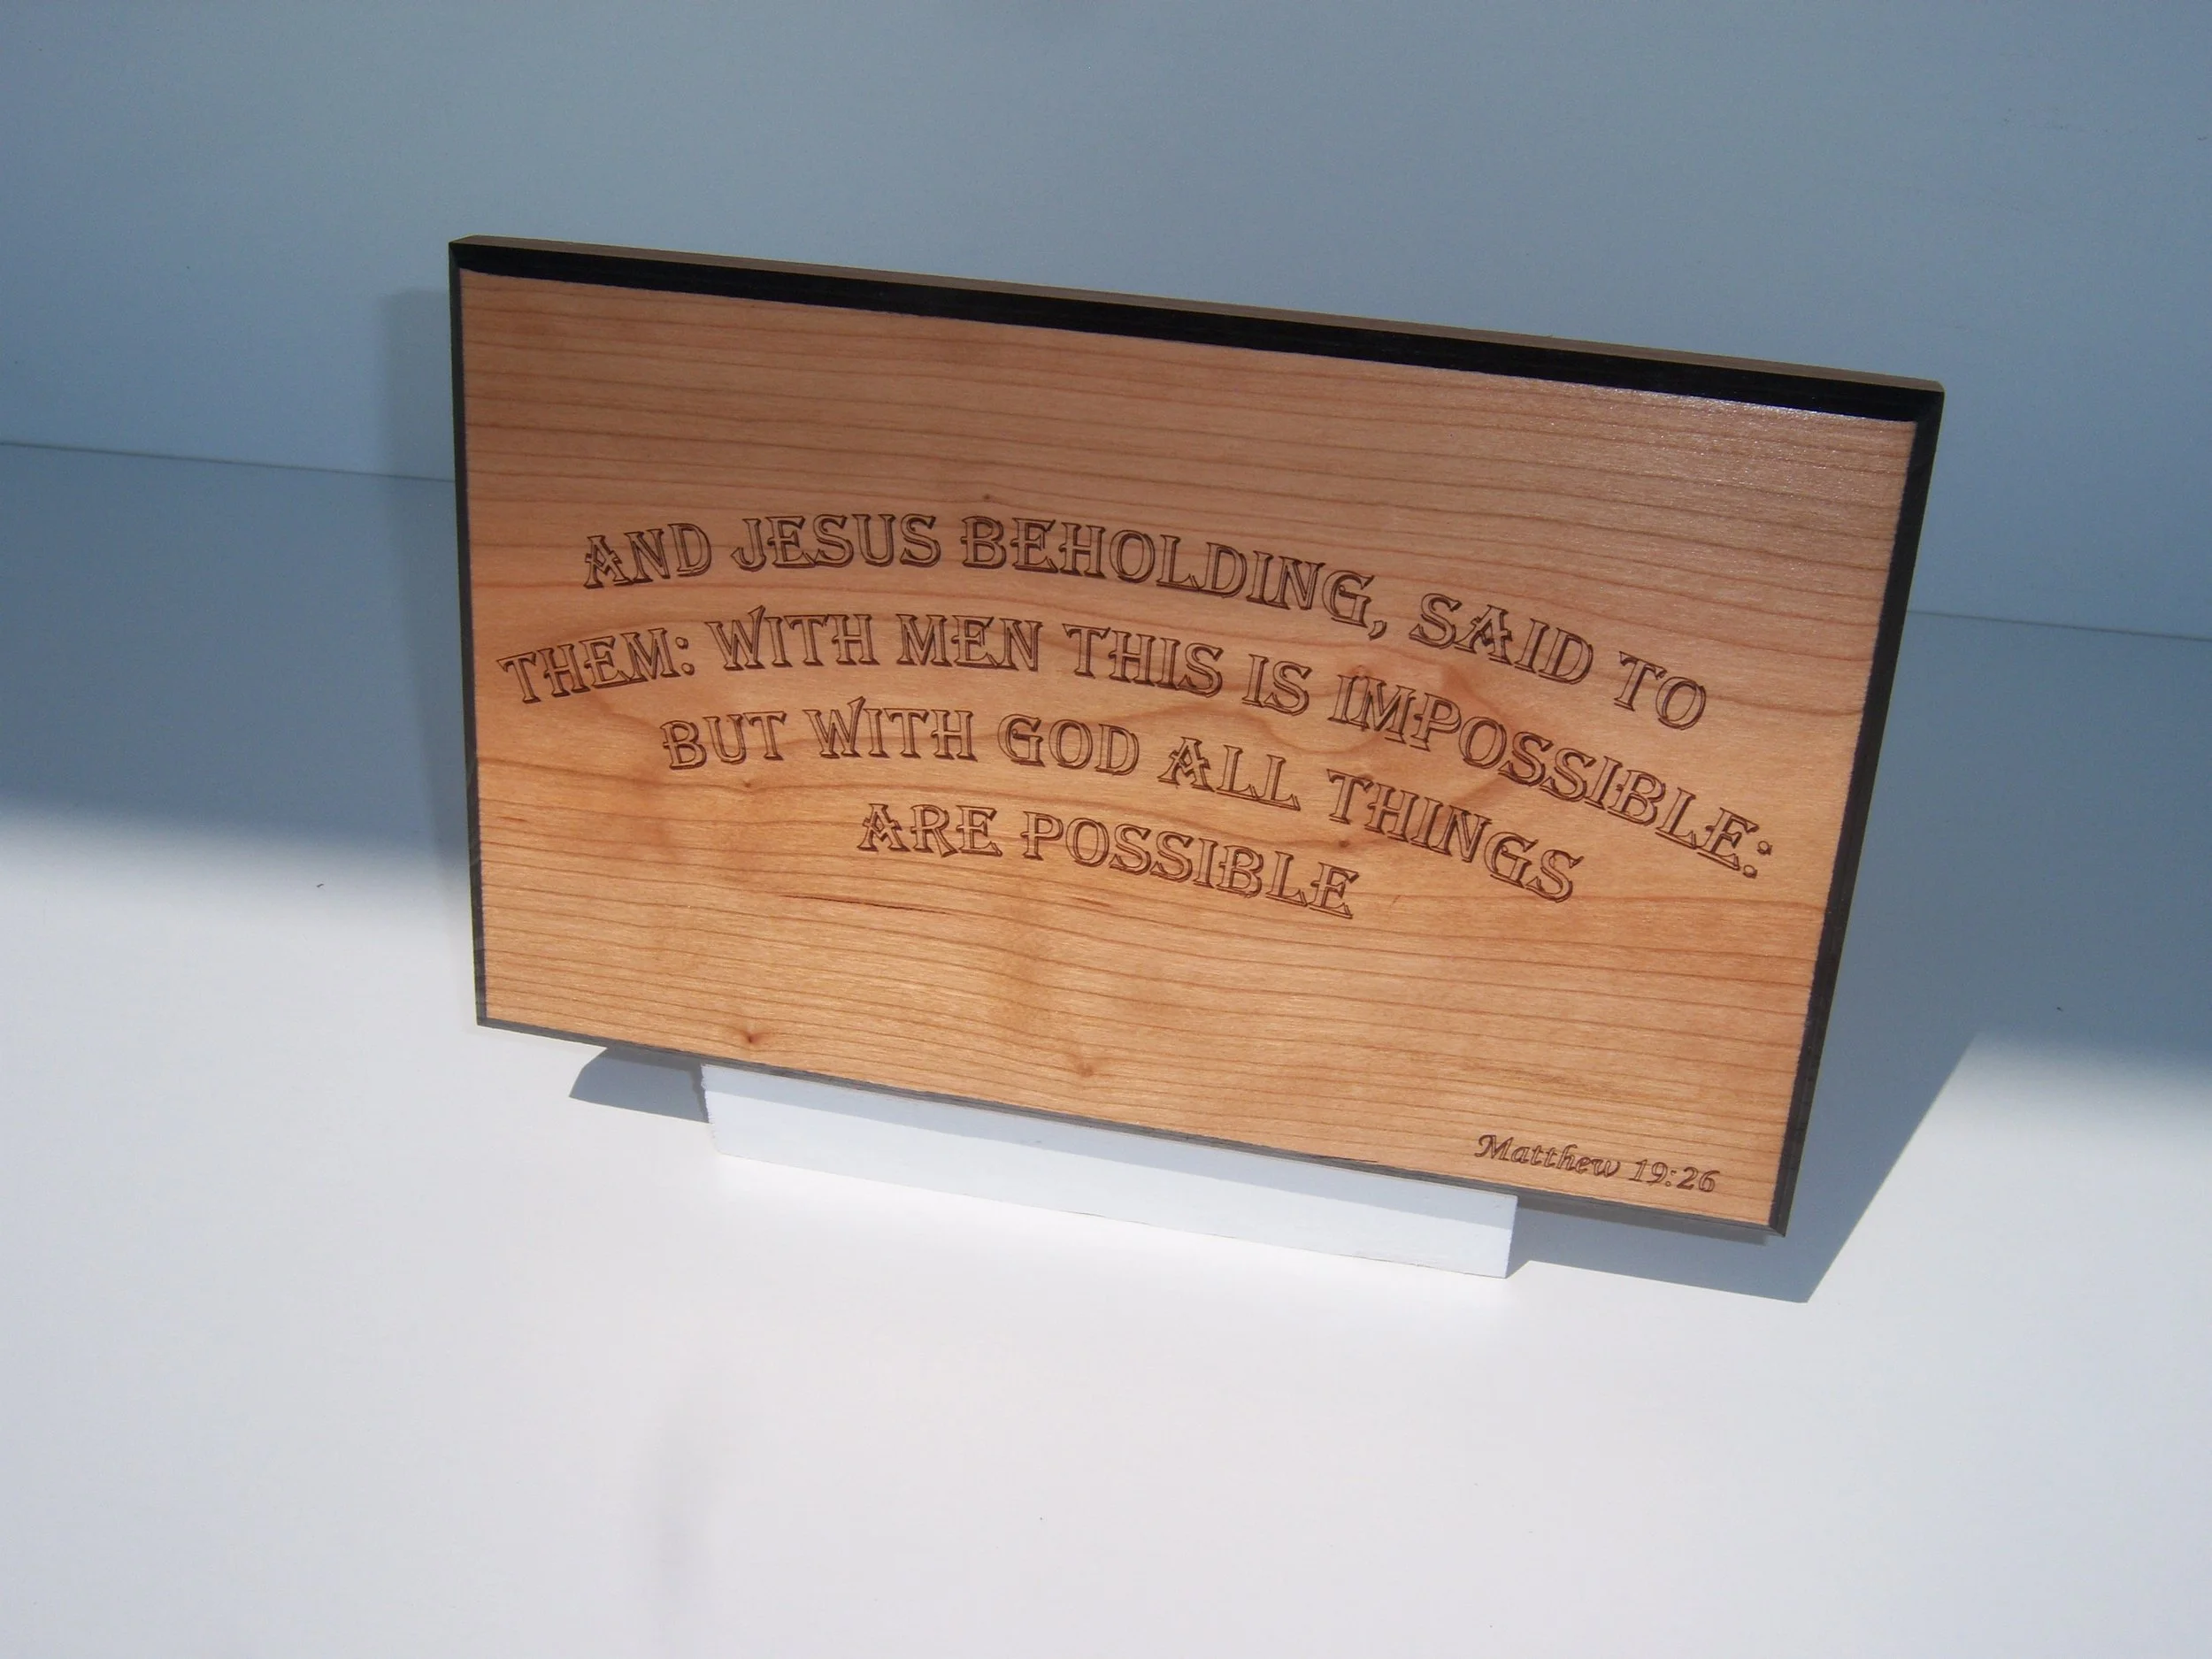 AND JESUS BEHOLDING, SAID TO
THEM: WITH MEN THIS IS IMPOSSIBLE:
BUT WITH GOD ALL THINGS
ARE POSSIBLE
Matthew 19:26